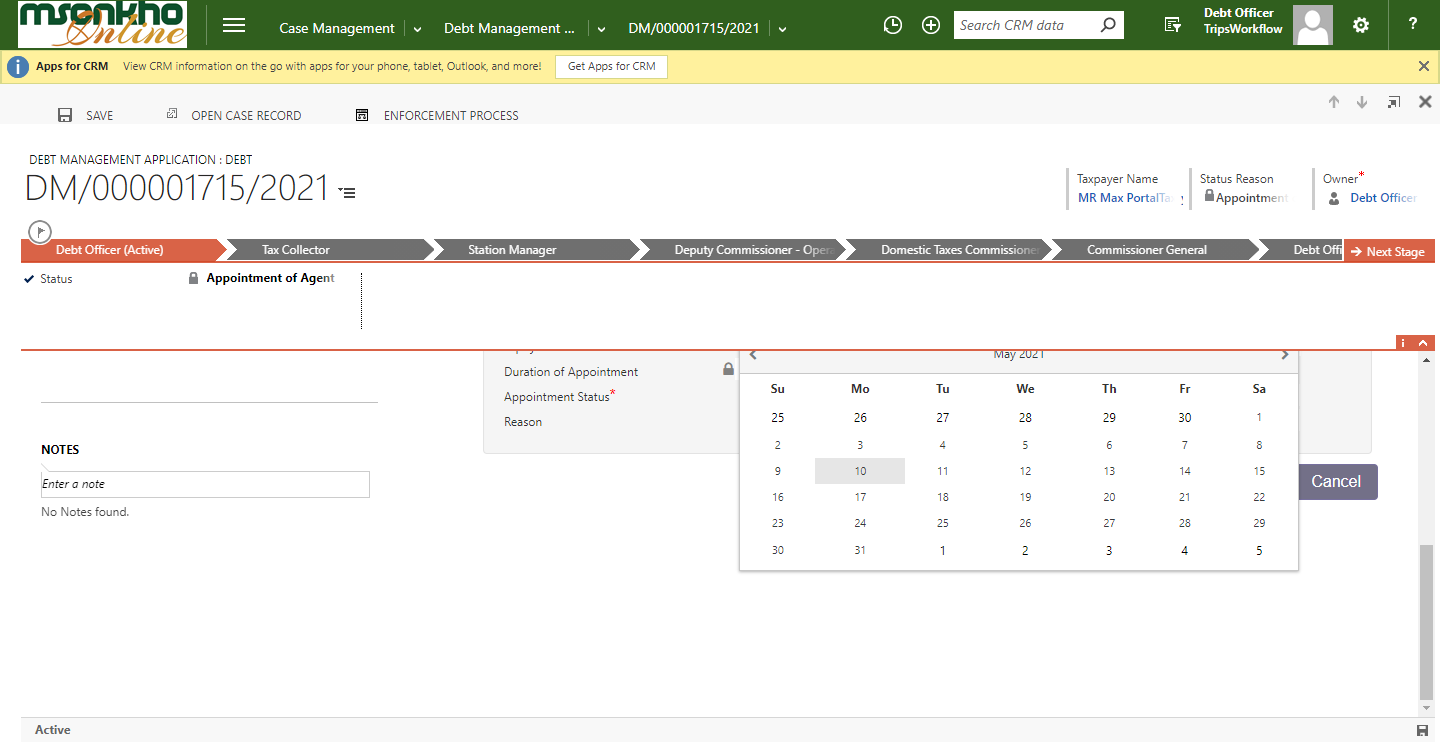 msonkho
Online
Case Management
Debt Management ...
DM/000001715/2021
Search CRM data
Debt Officer
TripsWorkflow
?
i
Apps for CRM
View CRM information on the go with apps for your phone, tablet, Outlook, and more!
Get Apps for CRM
SAVE
OPEN CASE RECORD
ENFORCEMENT PROCESS
DEBT MANAGEMENT APPLICATION : DEBT
DM/000001715/2021
Taxpayer Name
MR Max PortalTa
Status Reason
Appointment
Owner*
Debt Officer
Debt Officer (Active)
Tax Collector
Station Manager
Deputy Commissioner - Oper
Domestic Taxes Commissione
Commissioner General
Debt Offi
Next Stage
Status
Appointment of Agent
i
Duration of Appointment
Appointment Status*
Reason
May 2021
Su Mo Tu We Th Fr Sa
25 26 27 28 29 30 1
2 3 4 5 6 7 8
9 10 11 12 13 14 15
16 17 18 19 20 21 22
23 24 25 26 27 28 29
30 31 1 2 3 4 5
Cancel
NOTES
Enter a note
No Notes found.
Active